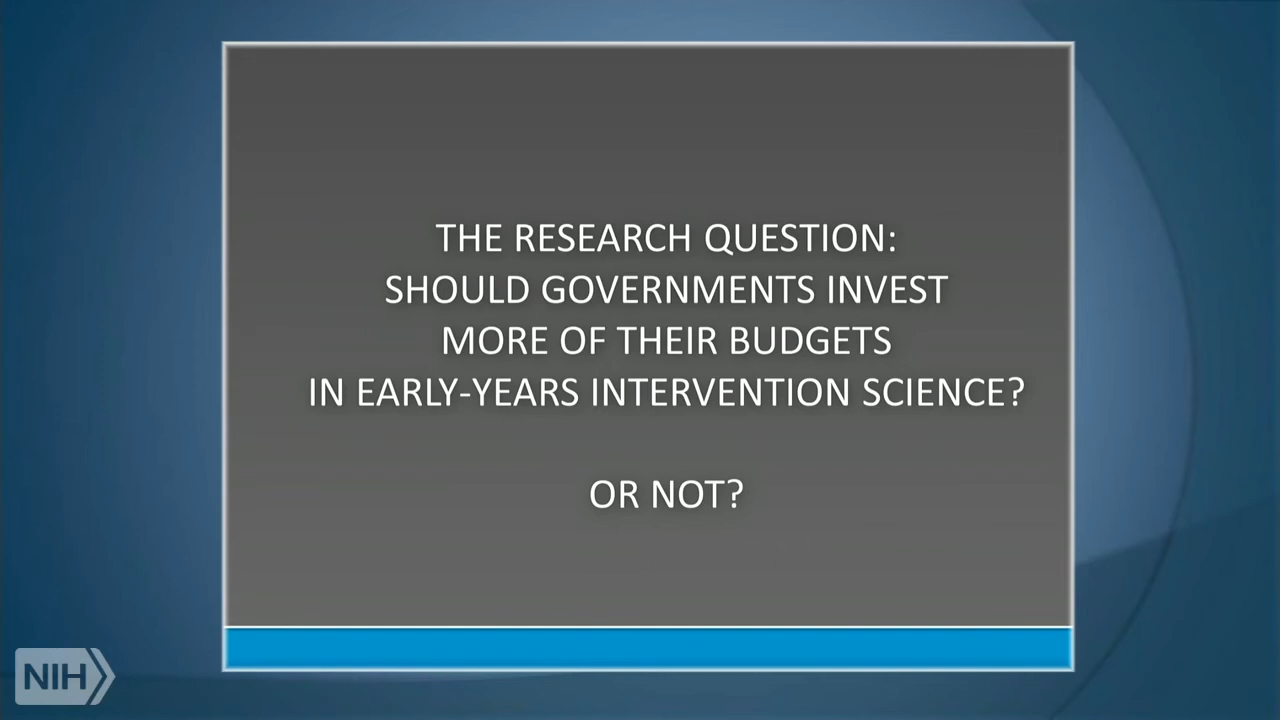 THE RESEARCH QUESTION:
SHOULD GOVERNMENTS INVEST
MORE OF THEIR BUDGETS
IN EARLY-YEARS INTERVENTION SCIENCE?
OR NOT?
NIH